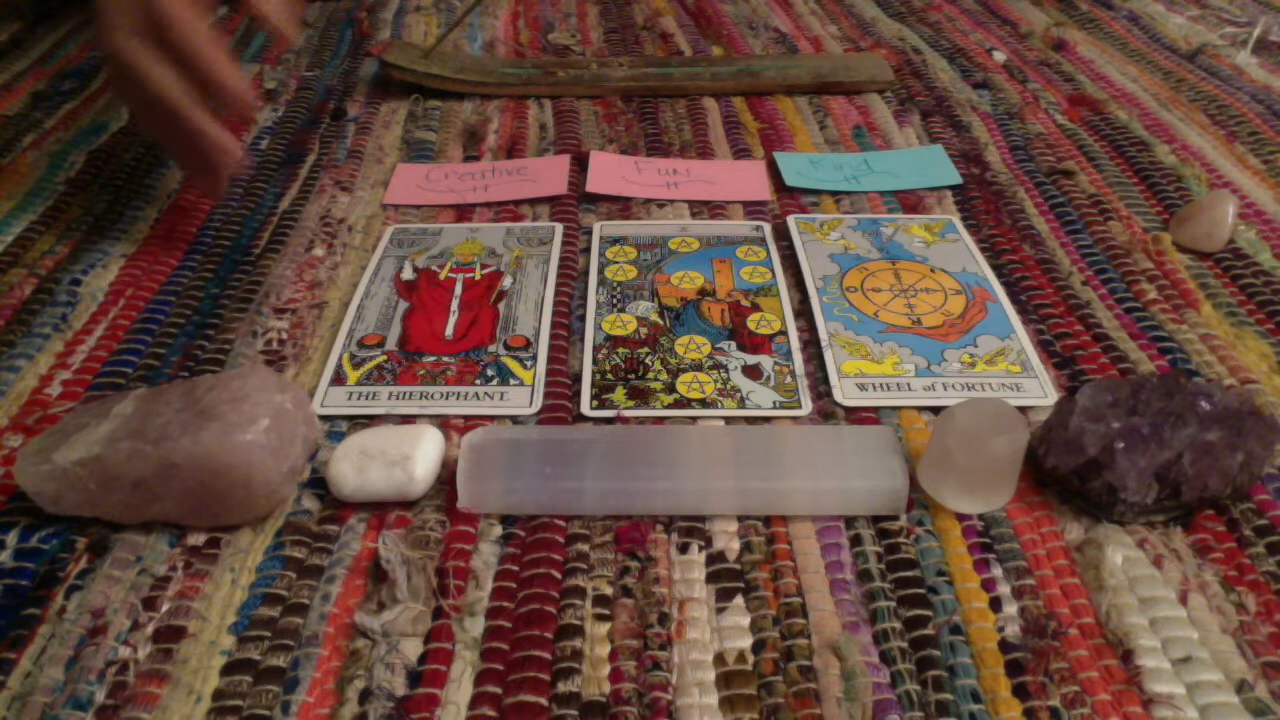 Creative
Fun
Kind
X
THE HIEROPHANT.
WHEEL of FORTUNE.